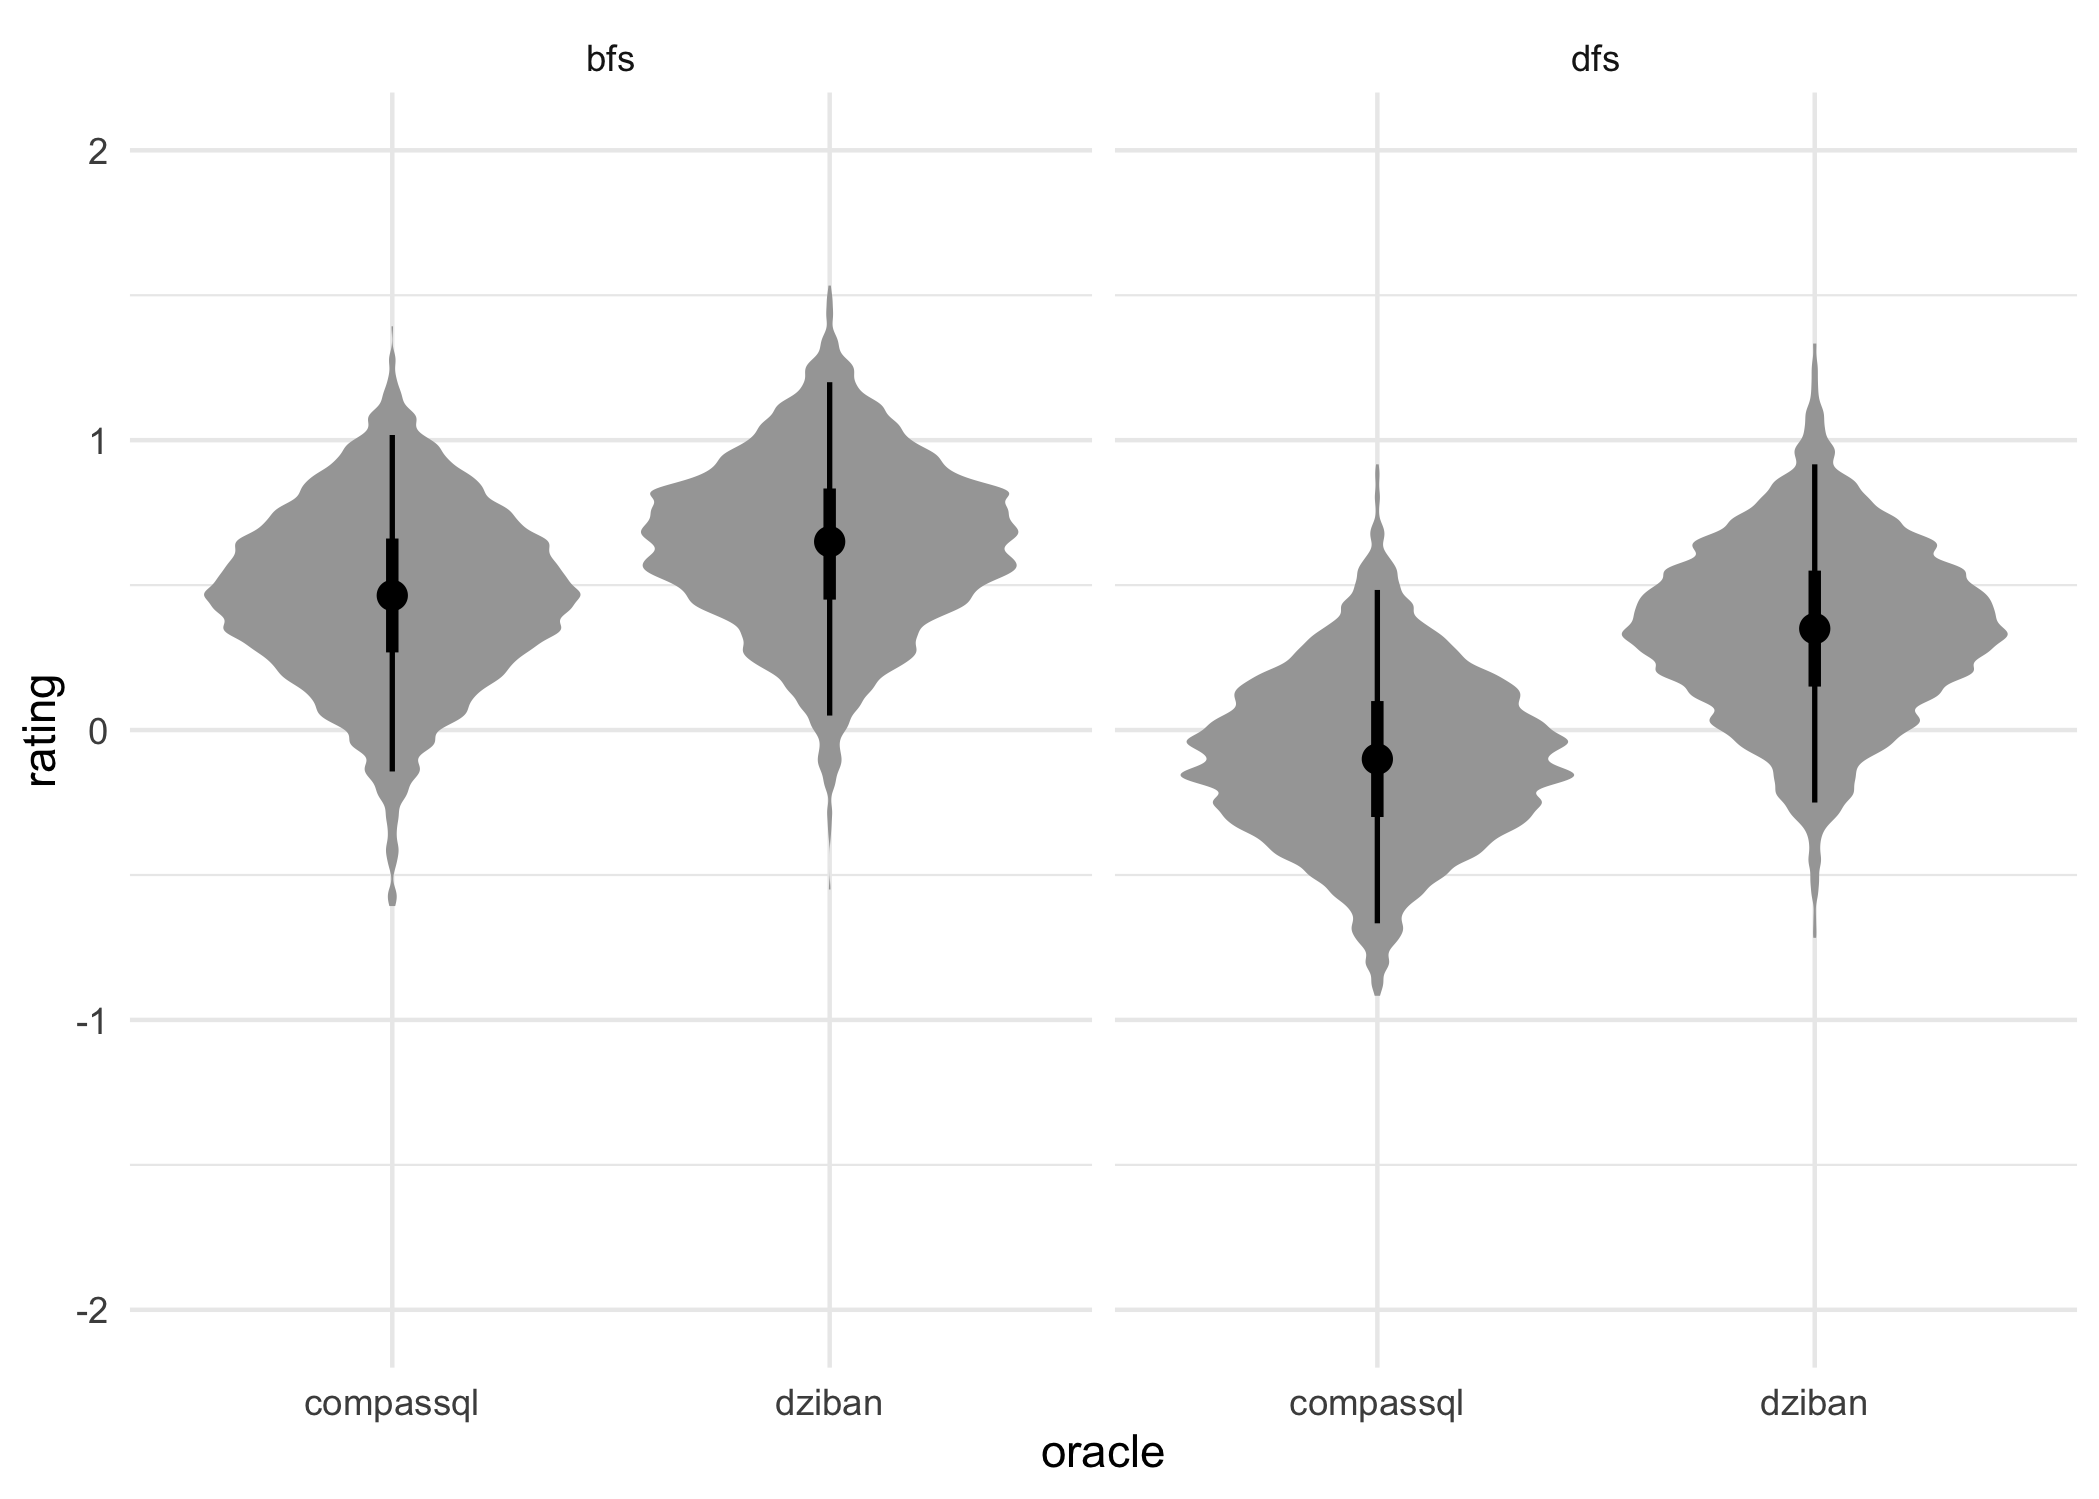 bfs
dfs
2
1
0
-1
-2
rating
compassql
dziban
compassql
dziban
oracle